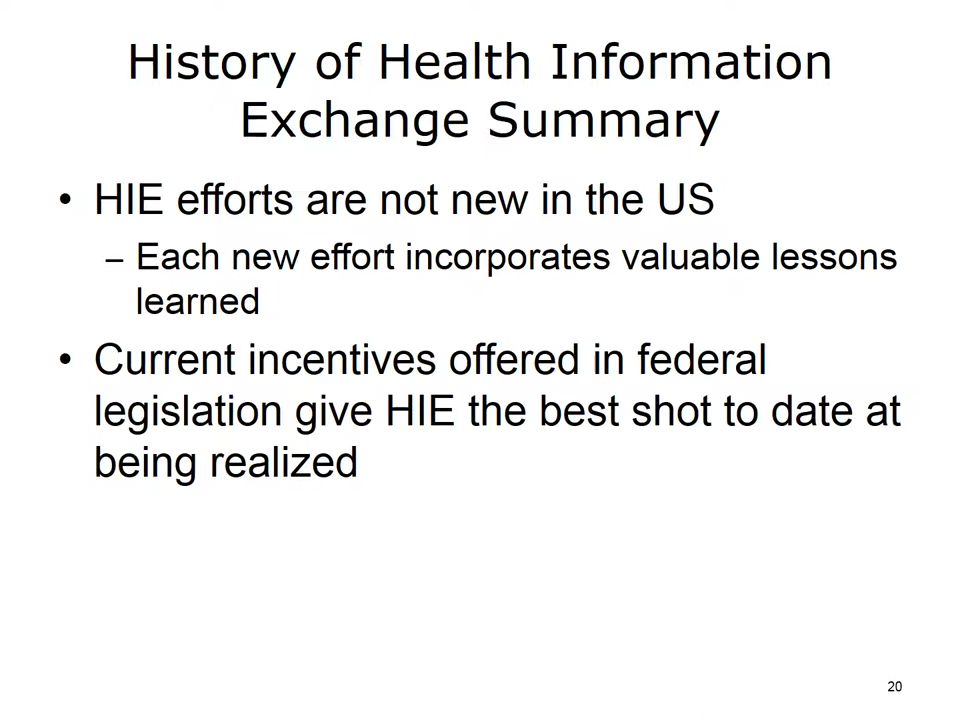 History of Health Information
Exchange Summary
• HIE efforts are not new in the US
– Each new effort incorporates valuable lessons
learned
• Current incentives offered in federal
legislation give HIE the best shot to date at
being realized
20